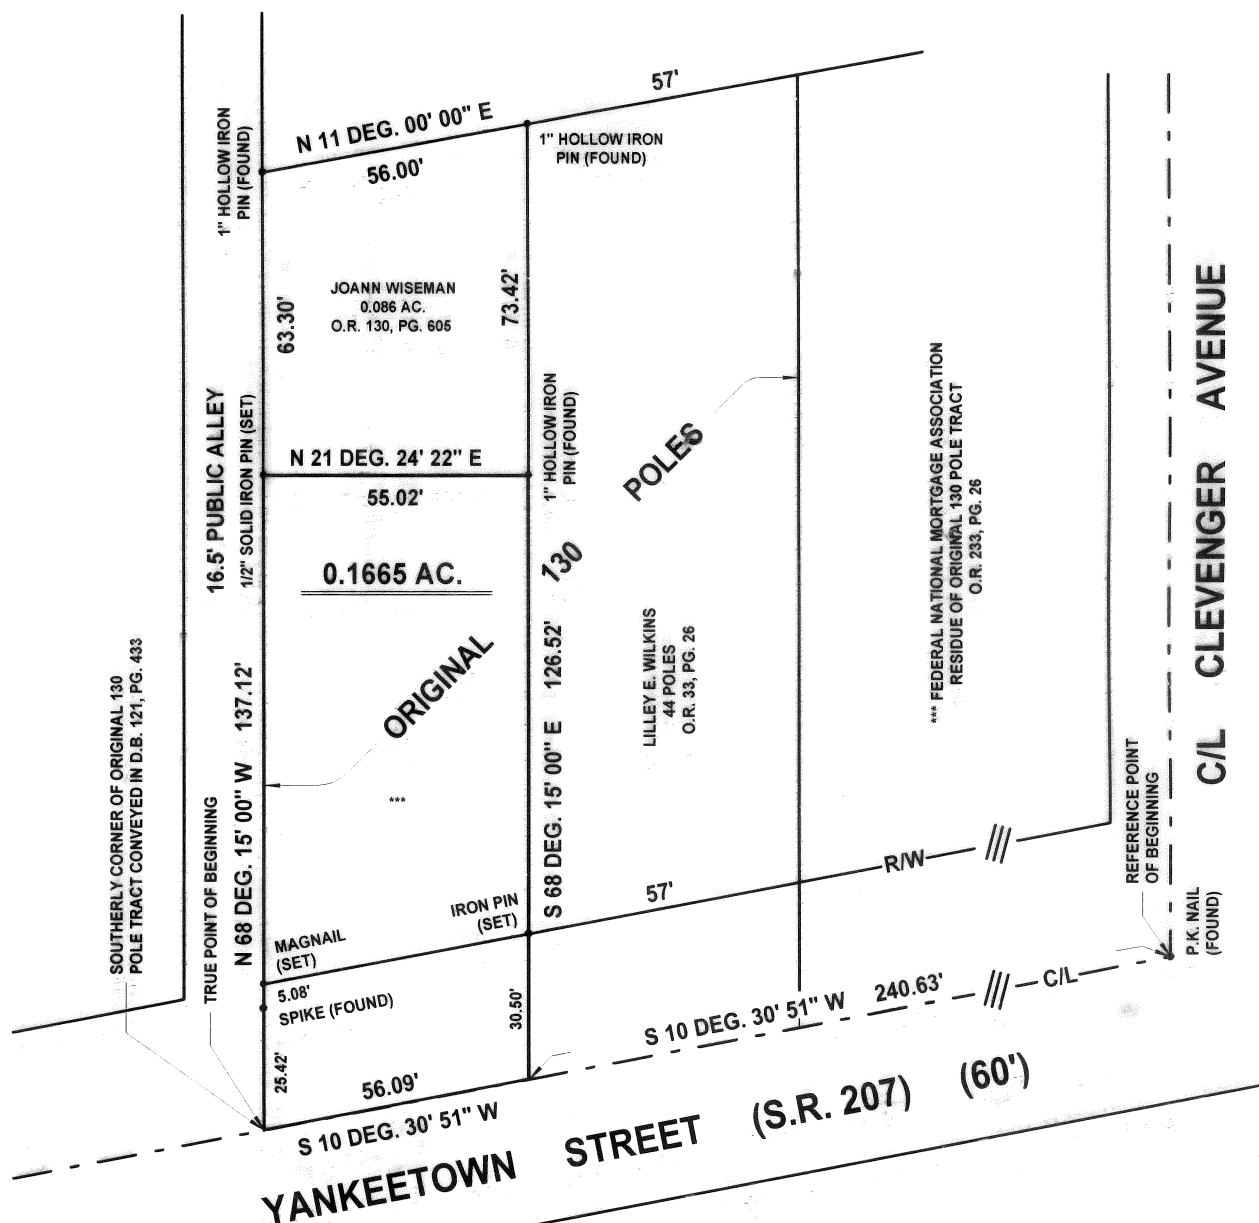 57'
N 11 DEG. 00' 00" E
56.00'
1" HOLLOW IRON
PIN (FOUND)
1" HOLLOW IRON
PIN (FOUND)
JOANN WISEMAN
0.086 AC.
O.R. 130, PG. 605
63.30'
73.42'
16.5' PUBLIC ALLEY
1/2" SOLID IRON PIN (SET)
N 21 DEG. 24' 22" E
55.02'
1" HOLLOW IRON
PIN (FOUND)
0.1665 AC.
ORIGINAL
130
POLES
***
LILLEY E. WILKINS
44 POLES
O.R. 33, PG. 26
*** FEDERAL NATIONAL MORTGAGE ASSOCIATION
RESIDUE OF ORIGINAL 130 POLE TRACT
O.R. 233, PG. 26
C/L CLEVENGER AVENUE
SOUTHERLY CORNER OF ORIGINAL 130
POLE TRACT CONVEYED IN D.B. 121, PG. 433
TRUE POINT OF BEGINNING
N 68 DEG. 15' 00" W 137.12'
S 68 DEG. 15' 00" E 126.52'
REFERENCE POINT
OF BEGINNING
P.K. NAIL
(FOUND)
R/W
57'
IRON PIN
(SET)
MAGNAIL
(SET)
5.08'
SPIKE (FOUND)
30.50'
25.42'
56.09'
S 10 DEG. 30' 51" W
S 10 DEG. 30' 51" W 240.63'
C/L
YANKEETOWN STREET (S.R. 207) (60')